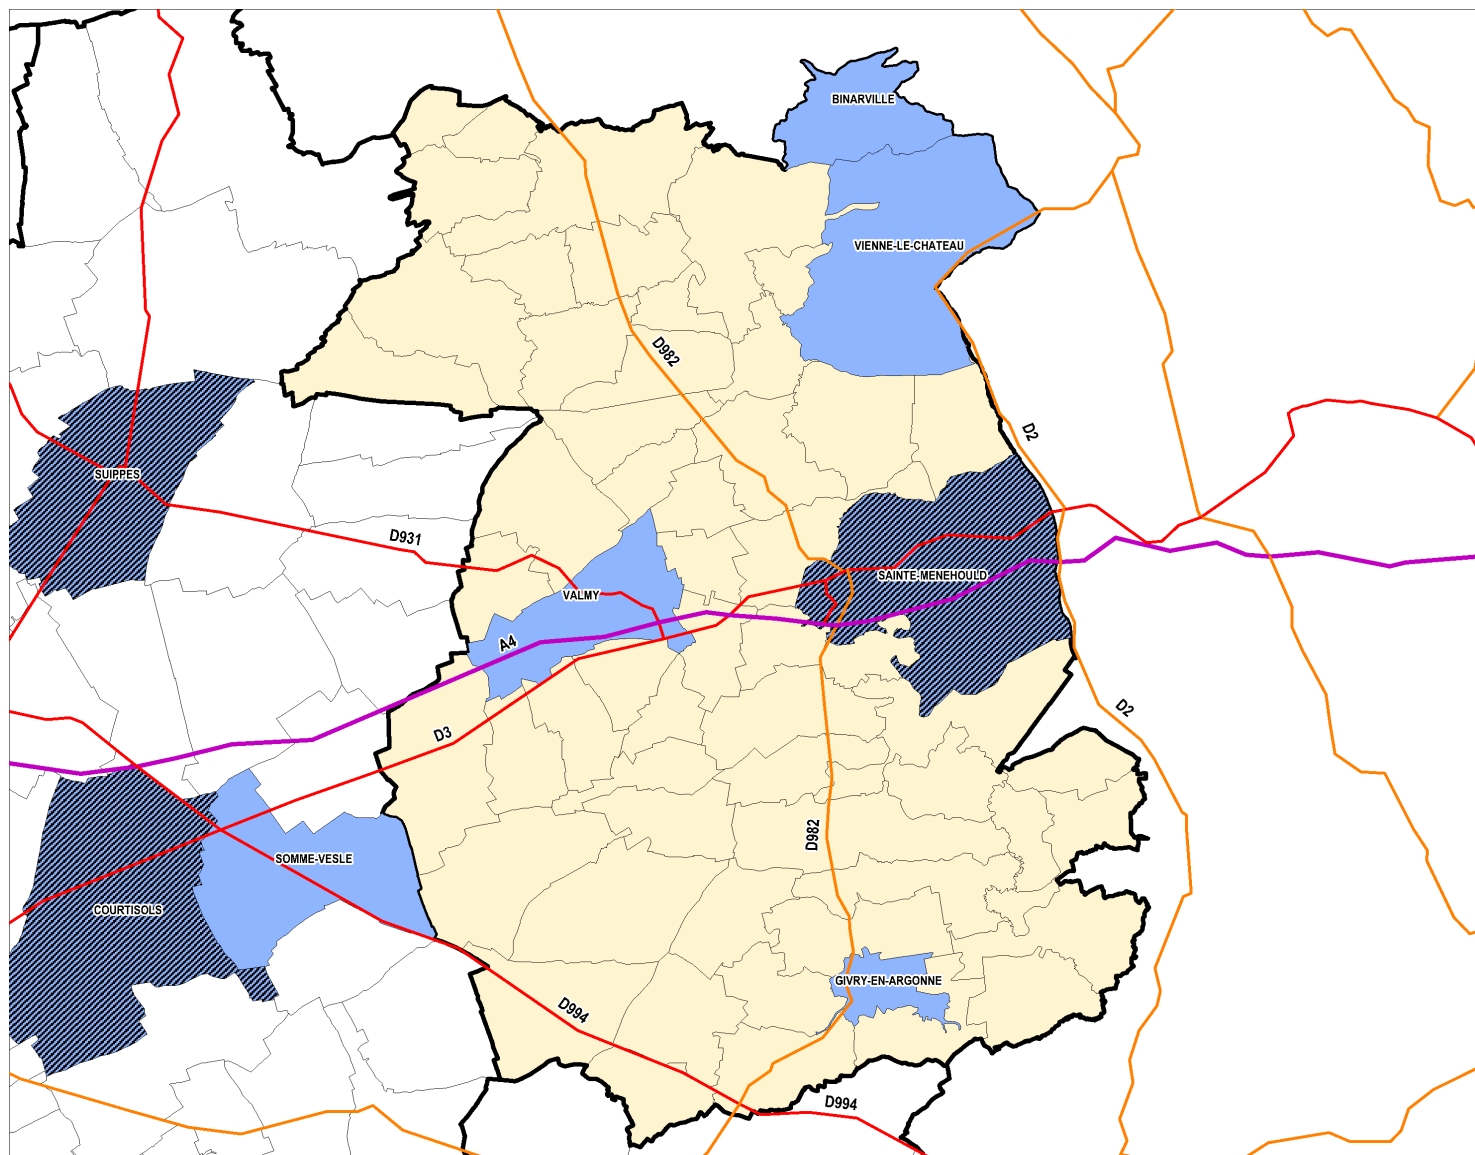 BINARVILLE
VIENNE-LE-CHATEAU
D982
D2
SUIPPES
D931
SAINTE-MENEHOULD
VALMY
A4
D2
D3
D982
SOMME-VESLE
COURTISOLS
GIVRY-EN-ARGONNE
D994
D994